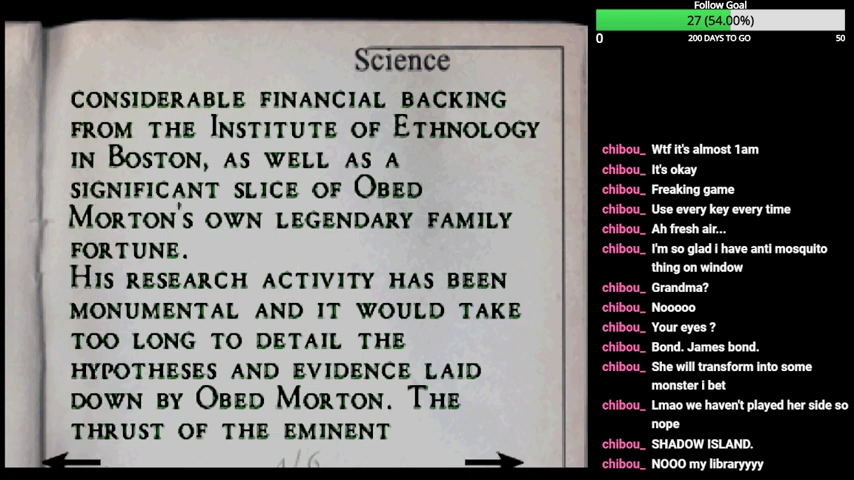 Science
CONSIDERABLE FINANCIAL BACKING
FROM THE INSTITUTE OF ETHNOLOGY
IN BOSTON, AS WELL AS A
SIGNIFICANT SLICE OF OBED
MORTON'S OWN LEGENDARY FAMILY
FORTUNE.
HIS RESEARCH ACTIVITY HAS BEEN
MONUMENTAL AND IT WOULD TAKE
TOO LONG TO DETAIL THE
HYPOTHESES AND EVIDENCE LAID
DOWN BY OBED MORTON. THE
THRUST OF THE EMINENT
4/6
Follow Goal
27 (54.00%)
0 200 DAYS TO GO 50
chibou_ Wtf it's almost 1am
chibou_ It's okay
chibou_ Freaking game
chibou_ Use every key every time
chibou_ Ah fresh air...
chibou_ I'm so glad i have anti mosquito
thing on window
chibou_ Grandma?
chibou_ Nooooo
chibou_ Your eyes ?
chibou_ Bond. James bond.
chibou_ She will transform into some
monster i bet
chibou_ Lmao we haven't played her side so
nope
chibou_ SHADOW ISLAND.
chibou_ NOOO my libraryyyy